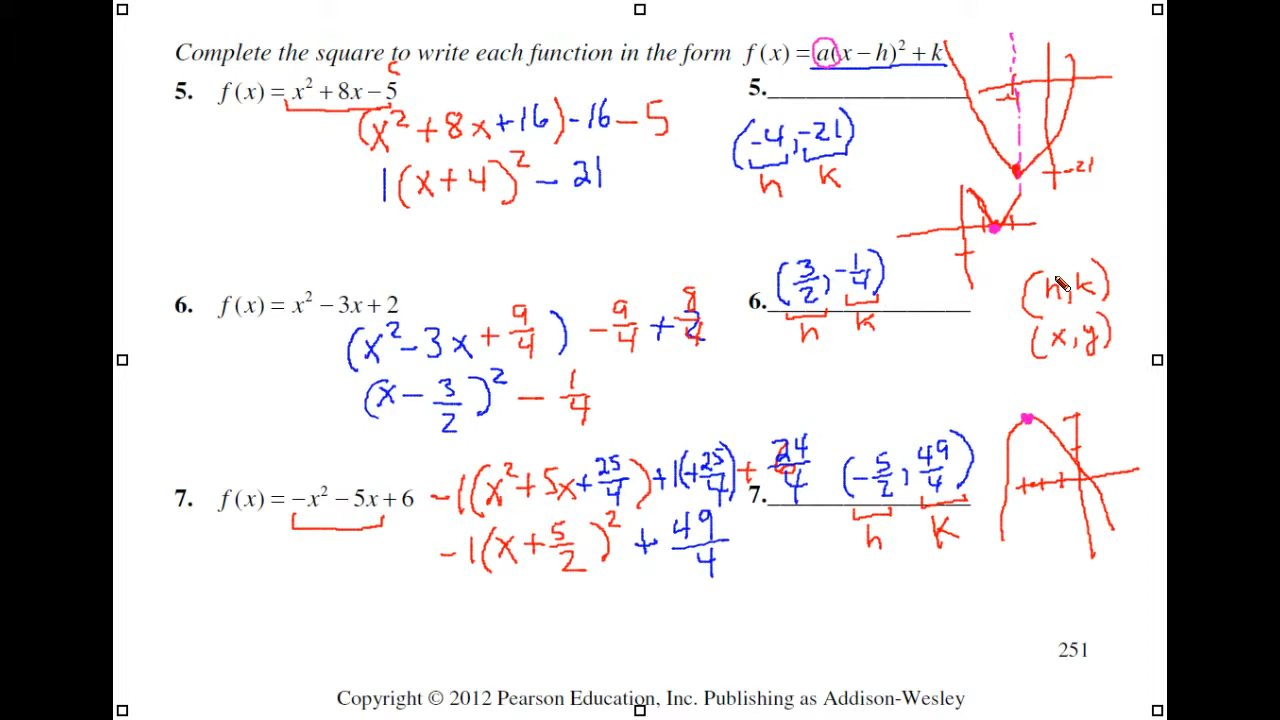 Complete the square to write each function in the form f(x) = a(x − h)² + k
5. f(x) = x² + 8x − 5
5.
(x² + 8x + 16) - 16 - 5
(-4, -21)
h k
1(x + 4)² - 21
-21
6. f(x) = x² − 3x + 2
6.
(3/2, -1/4)
h k
(h, k)
(x, y)
(x² - 3x + 9/4) - 9/4 + 8/4
(x - 3/2)² - 1/4
7. f(x) = −x² − 5x + 6
7.
-1(x² + 5x + 25/4) + 1(+25/4) + 24/4
(-5/2, 49/4)
h k
-1(x + 5/2)² + 49/4
251
Copyright © 2012 Pearson Education, Inc. Publishing as Addison-Wesley